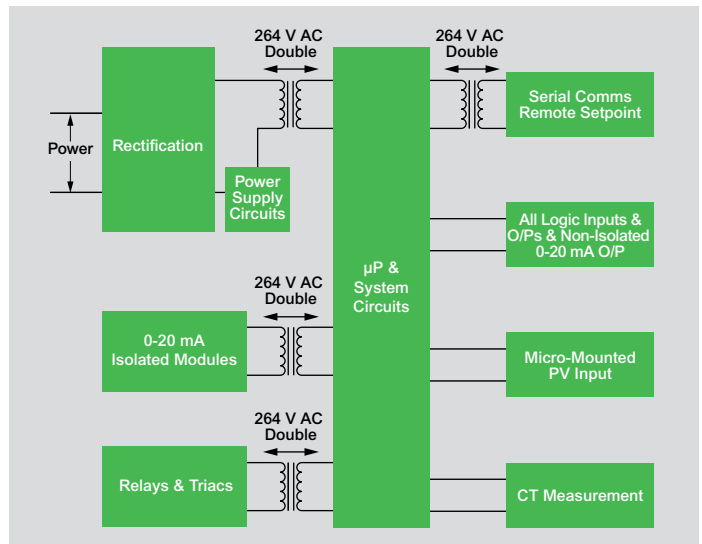 264 V AC
Double
264 V AC
Double
Serial Comms
Remote Setpoint
Power
Rectification
Power
Supply
Circuits
All Logic Inputs &
O/Ps & Non-Isolated
0-20 mA O/P
µP &
System
Circuits
264 V AC
Double
0-20 mA
Isolated Modules
Micro-Mounted
PV Input
264 V AC
Double
Relays & Triacs
CT Measurement